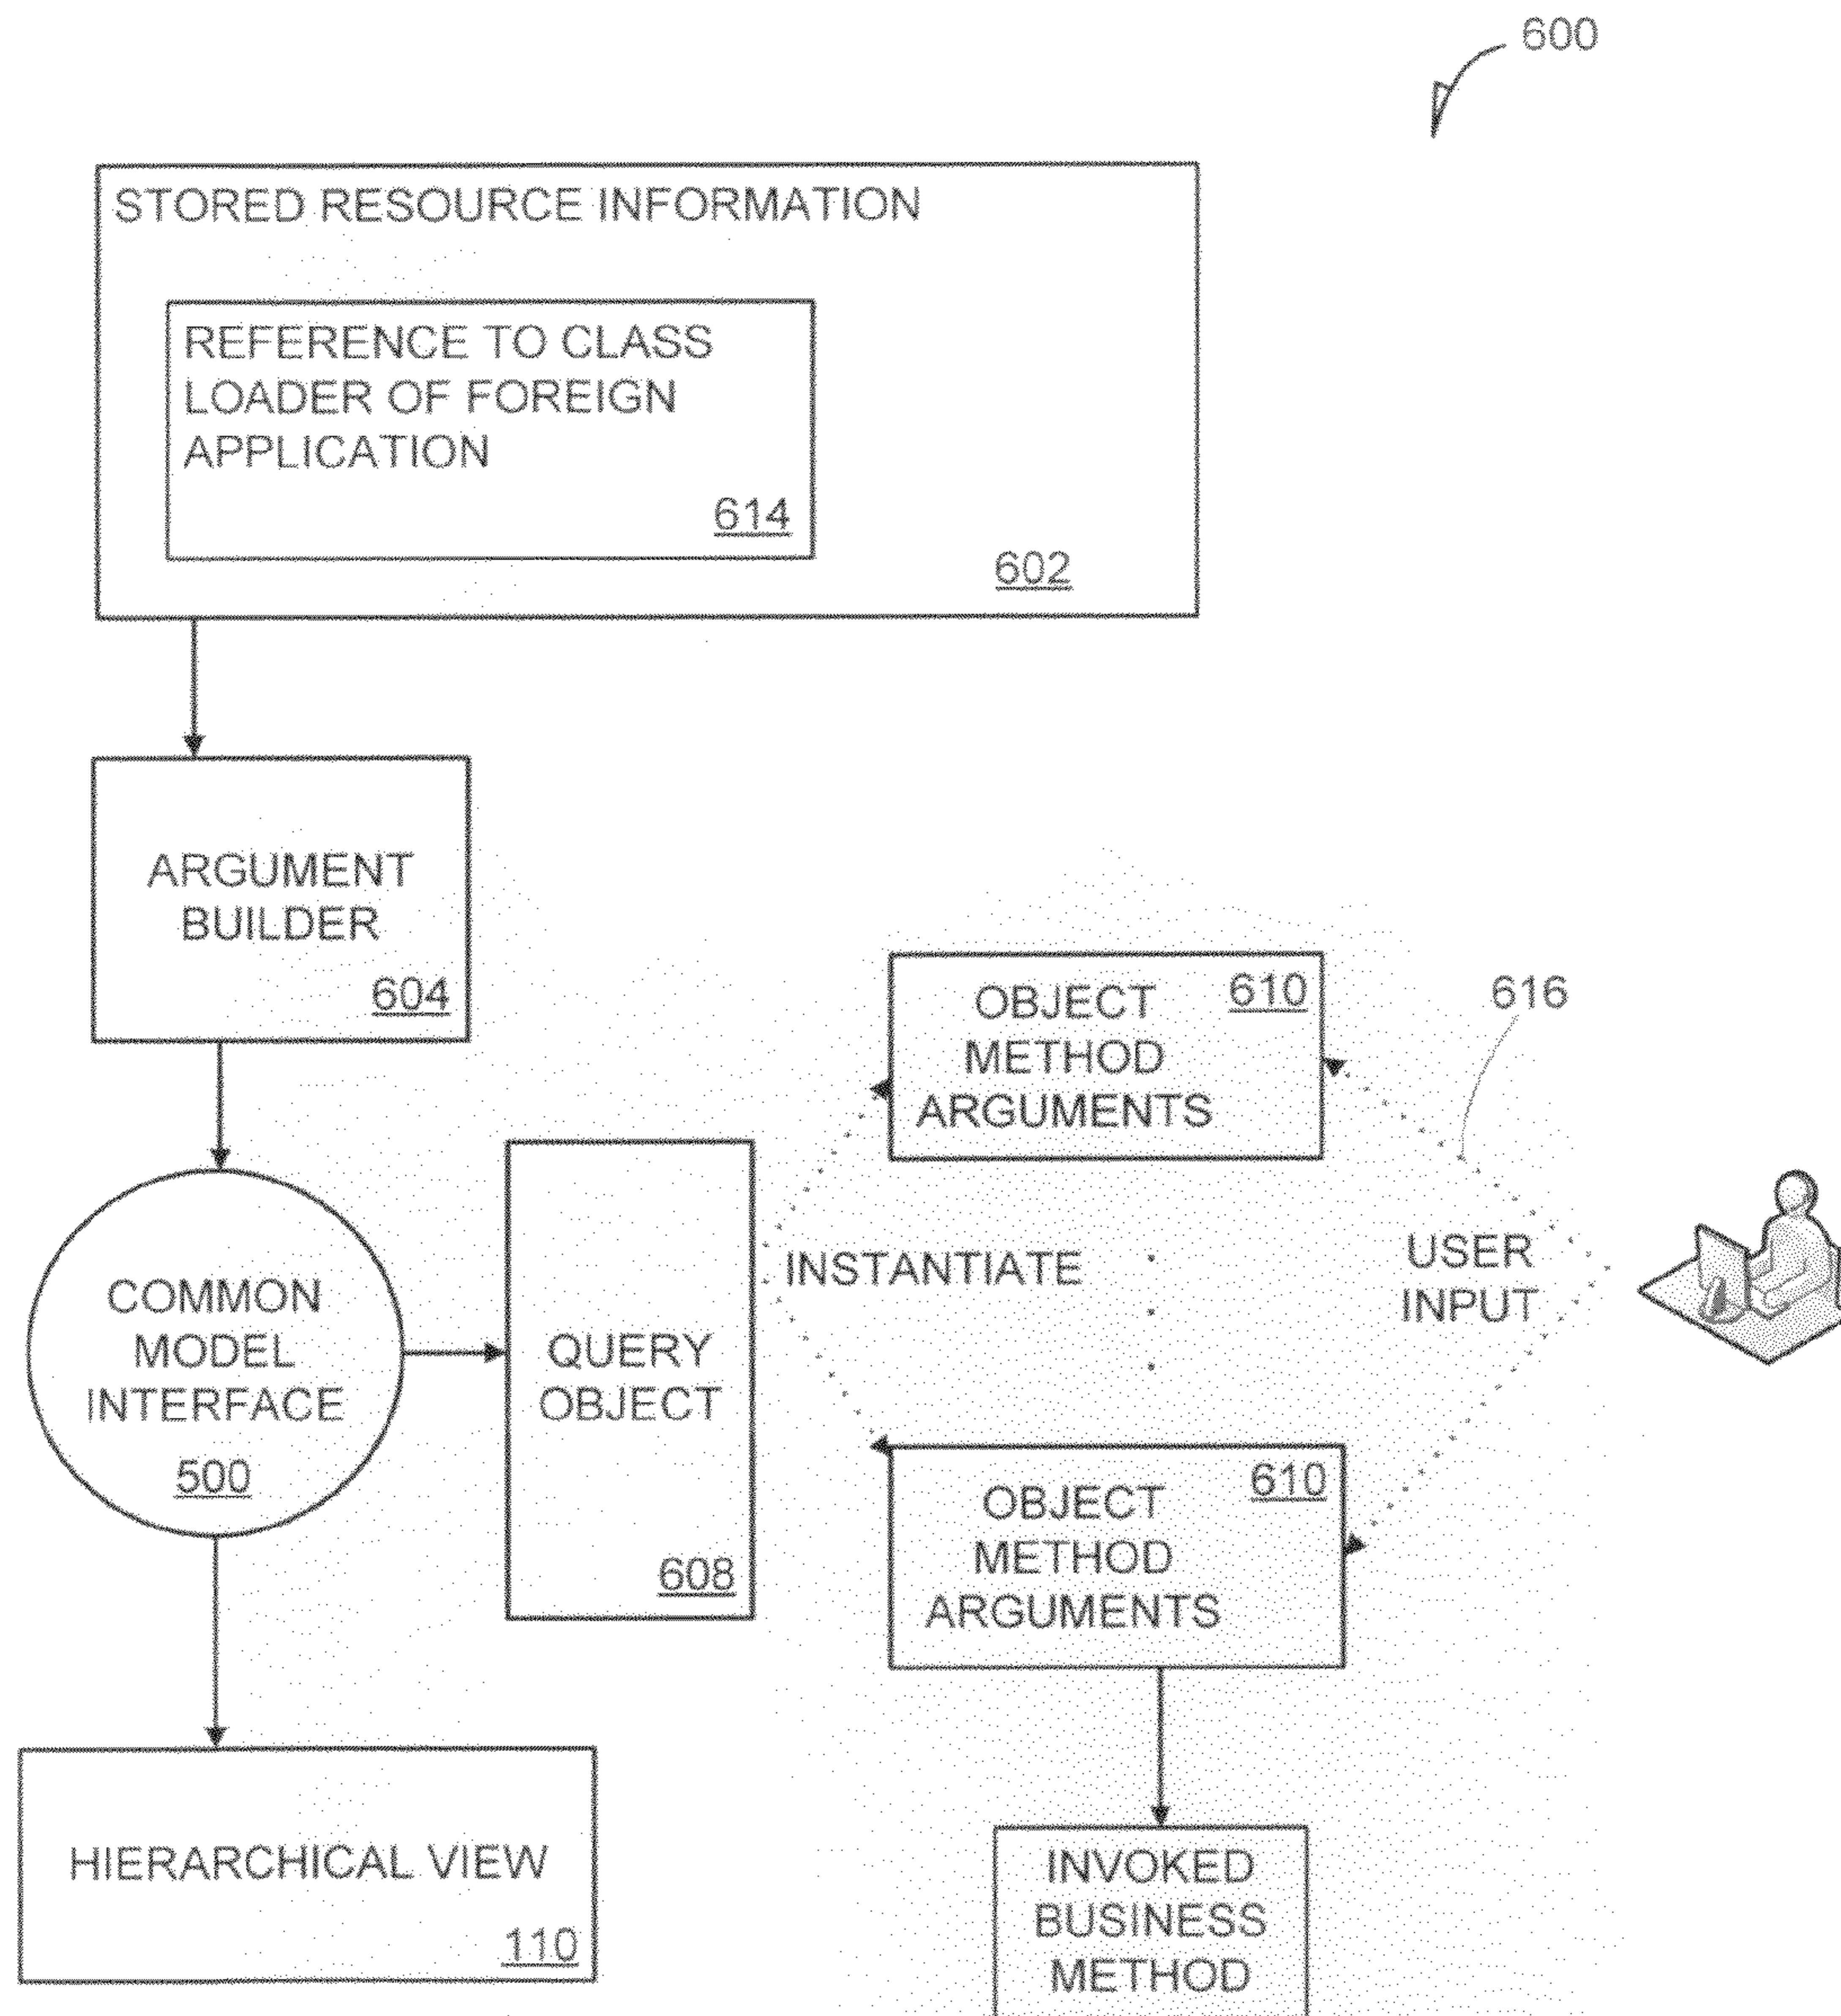 600
STORED RESOURCE INFORMATION
REFERENCE TO CLASS
LOADER OF FOREIGN
APPLICATION
614
602
ARGUMENT
BUILDER
604
OBJECT
METHOD
ARGUMENTS
610
616
INSTANTIATE
USER
INPUT
COMMON
MODEL
INTERFACE
500
QUERY
OBJECT
608
OBJECT
METHOD
ARGUMENTS
610
HIERARCHICAL VIEW
110
INVOKED
BUSINESS
METHOD